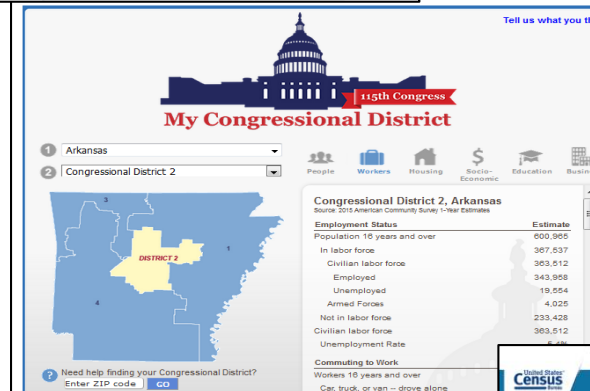 Tell us what you
115th Congress
My Congressional District
1 Arkansas
2 Congressional District 2
People Workers Housing Socio-Economic Education
3
1
DISTRICT 2
4
Congressional District 2, Arkansas
Source: 2015 American Community Survey 1-Year Estimates
Employment Status Estimate
Population 16 years and over 600,965
In labor force 367,537
Civilian labor force 363,512
Employed 343,958
Unemployed 19,554
Armed Forces 4,025
Not in labor force 233,428
Civilian labor force 363,512
Unemployment Rate
Commuting to Work
Workers 16 years and over
Car, truck, or van -- drove alone
? Need help finding your Congressional District?
Enter ZIP code GO
United States
Census
Bureau